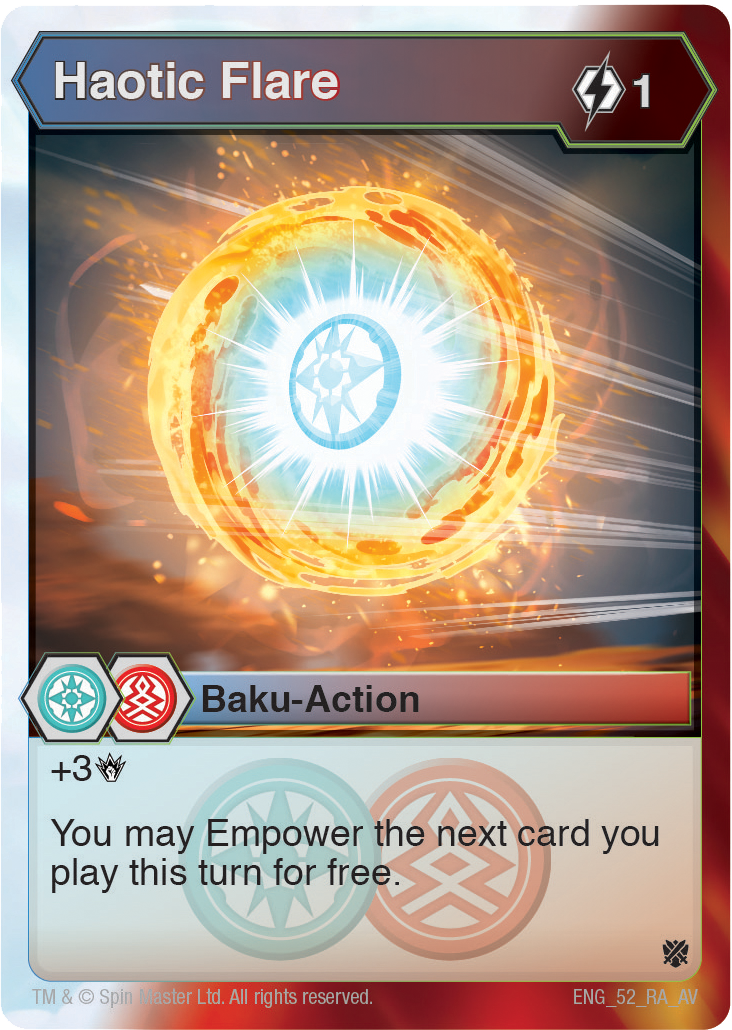 Haotic Flare
1
Baku-Action
+3
You may Empower the next card you
play this turn for free.
TM & © Spin Master Ltd. All rights reserved.
ENG_52_RA_AV